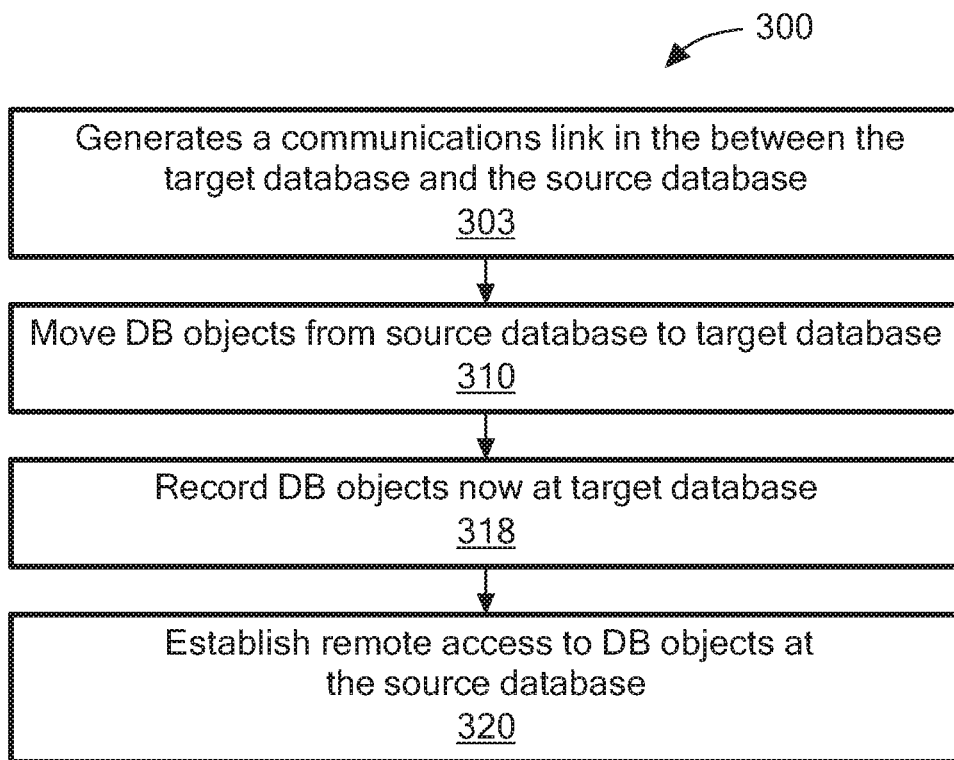 300
Generates a communications link in the between the
target database and the source database
303
Move DB objects from source database to target database
310
Record DB objects now at target database
318
Establish remote access to DB objects at
the source database
320